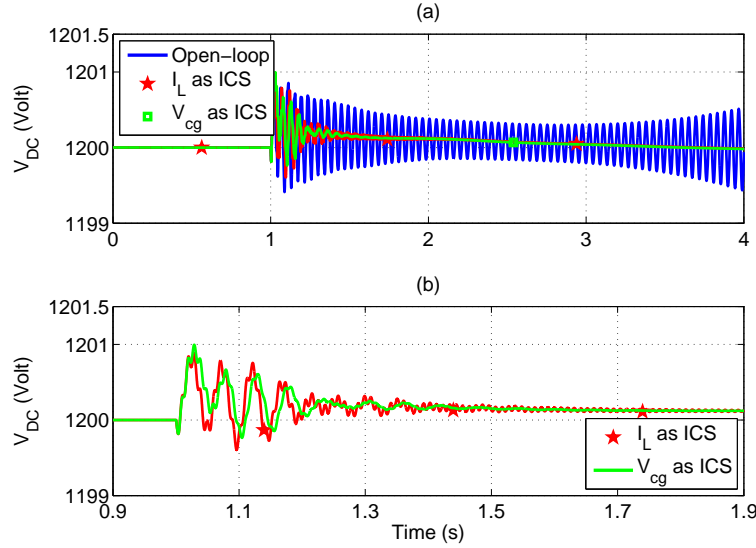 (a)
1201.5
1201
1200
1199
V_DC (Volt)
Open-loop
I_L as ICS
V_cg as ICS
0 1 2 3 4
(b)
1201.5
1201
1200
1199
V_DC (Volt)
I_L as ICS
V_cg as ICS
0.9 1.1 1.3 1.5 1.7 1.9
Time (s)